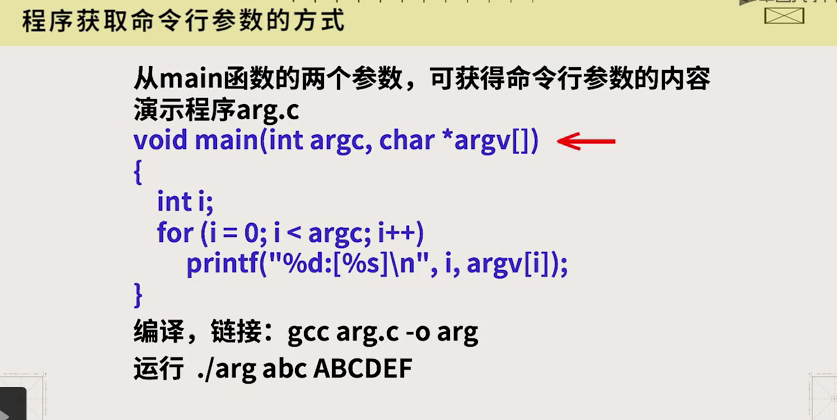 程序获取命令行参数的方式
从main函数的两个参数，可获得命令行参数的内容
演示程序arg.c
void main(int argc, char *argv[])
{
int i;
for (i = 0; i < argc; i++)
printf("%d:[%s]\n", i, argv[i]);
}
编译，链接：gcc arg.c -o arg
运行 ./arg abc ABCDEF